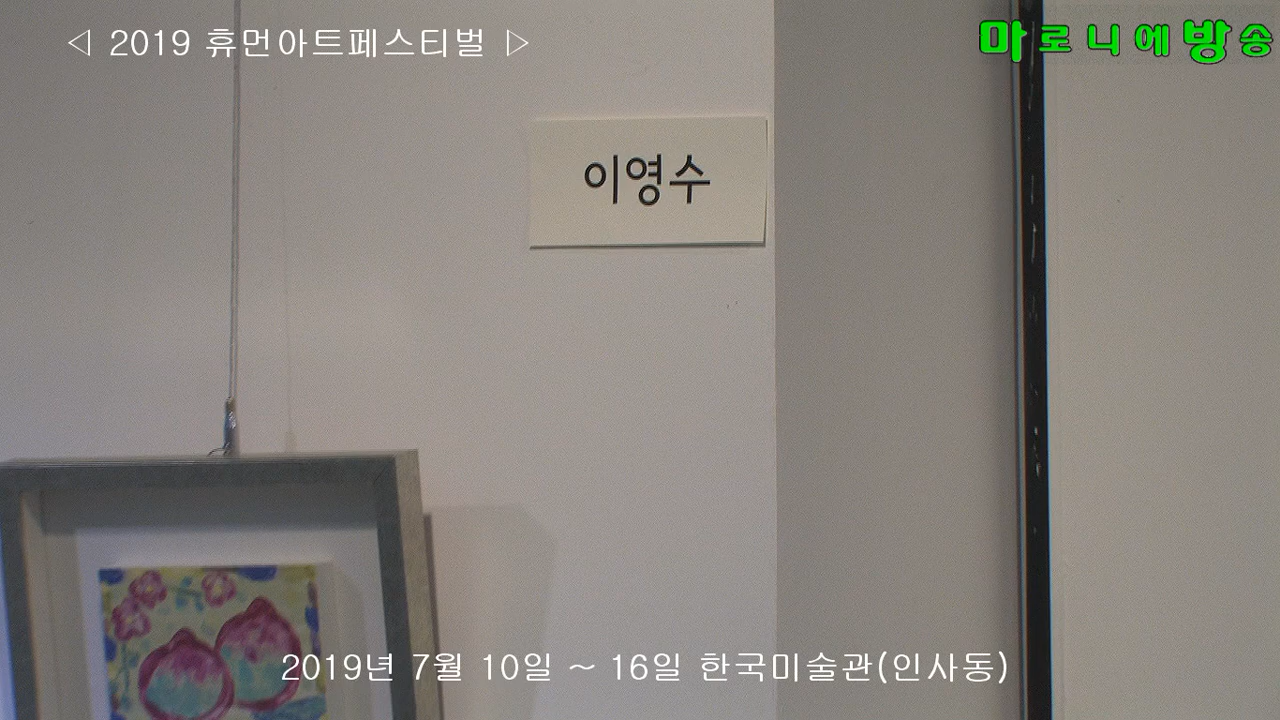 ◁ 2019 휴먼아트페스티벌 ▷
마로니에방송
이영수
2019년 7월 10일 ~ 16일 한국미술관(인사동)